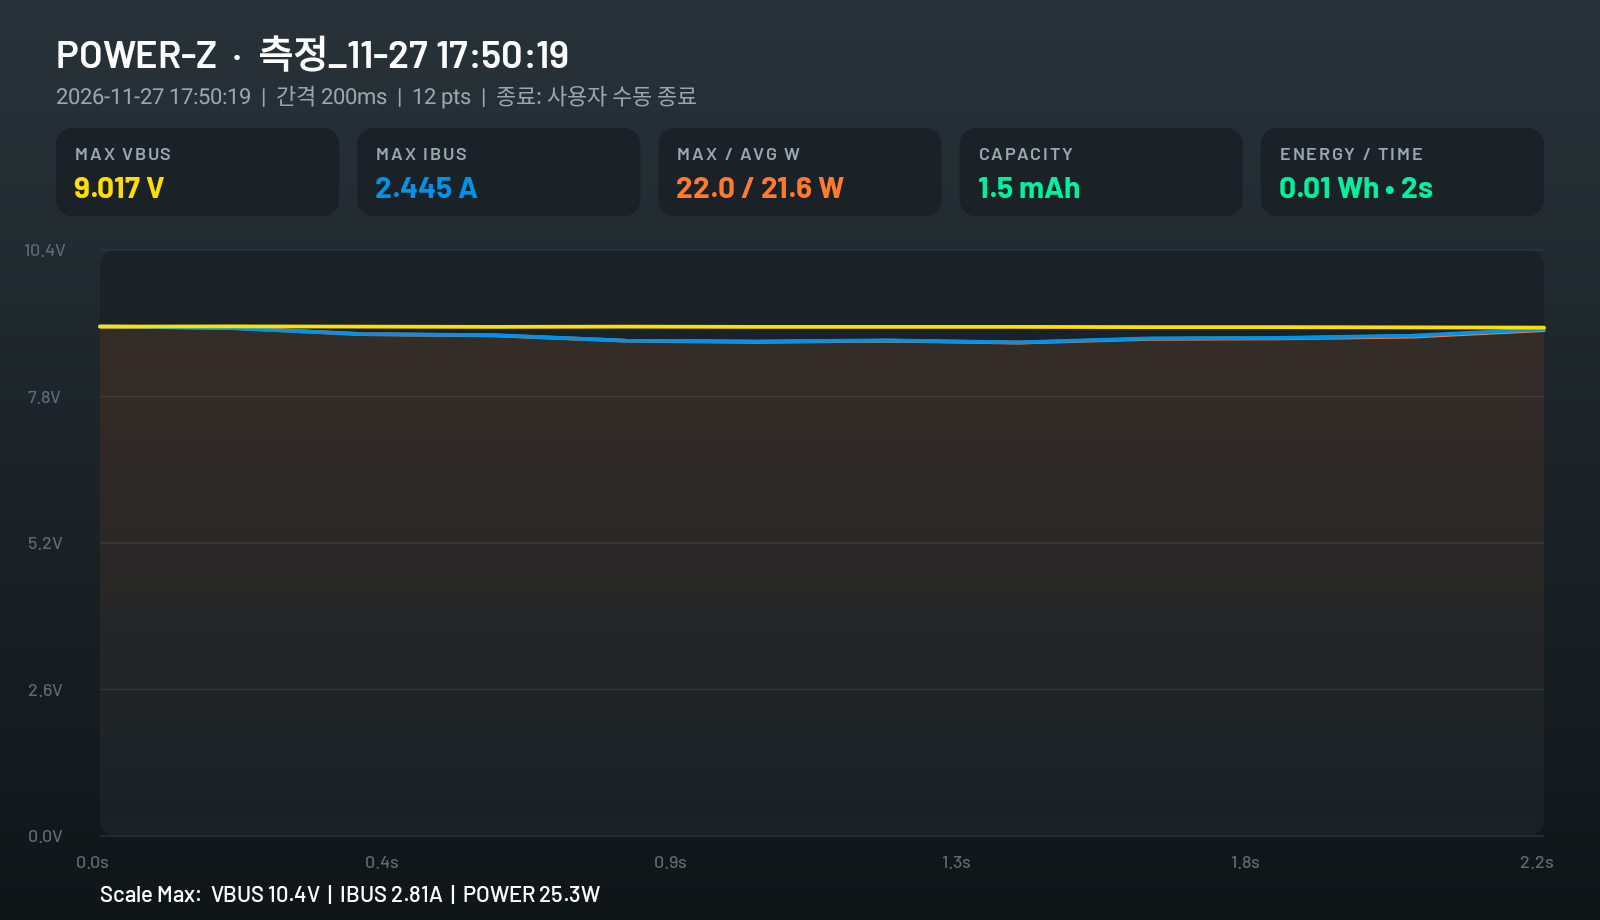 POWER-Z · 측정_11-27 17:50:19
2026-11-27 17:50:19 | 간격 200ms | 12 pts | 종료: 사용자 수동 종료
MAX VBUS
9.017 V
MAX IBUS
2.445 A
MAX / AVG W
22.0 / 21.6 W
CAPACITY
1.5 mAh
ENERGY / TIME
0.01 Wh • 2s
10.4V
7.8V
5.2V
2.6V
0.0V
0.0s 0.4s 0.9s 1.3s 1.8s 2.2s
Scale Max: VBUS 10.4V | IBUS 2.81A | POWER 25.3W